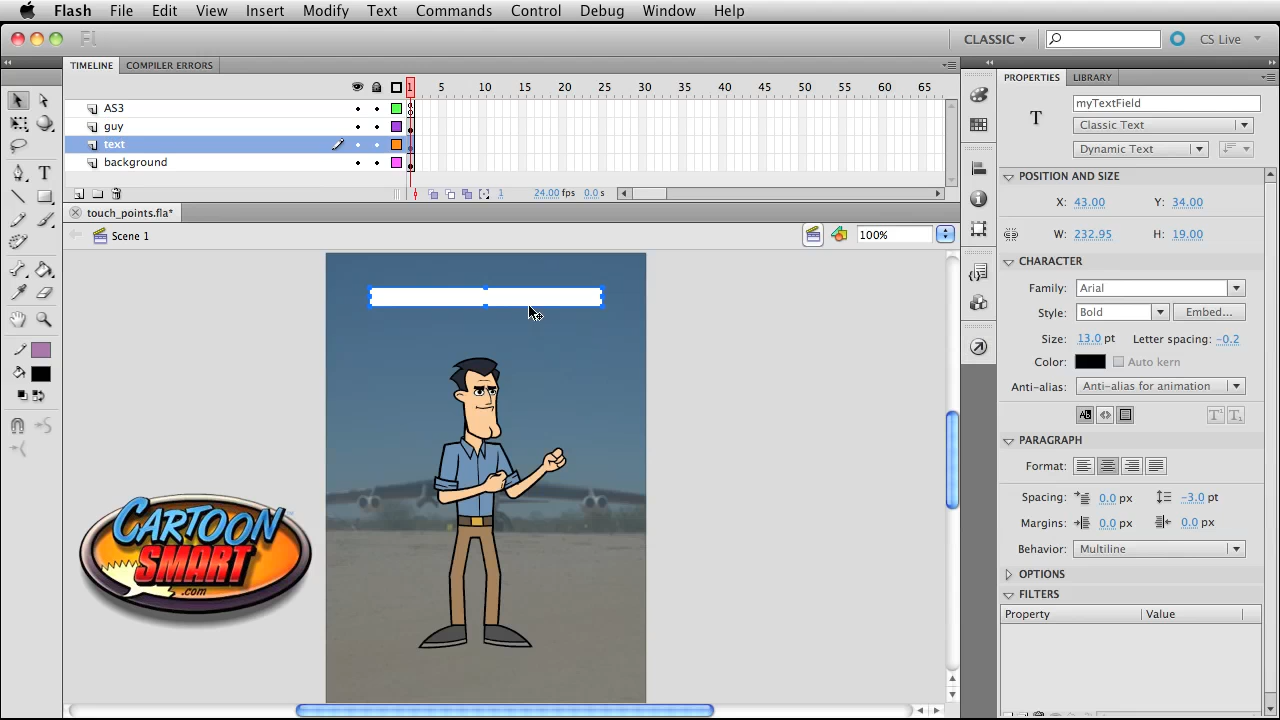 Flash File Edit View Insert Modify Text Commands Control Debug Window Help
Fl CLASSIC CS Live
TIMELINE COMPILER ERRORS
PROPERTIES LIBRARY
1 5 10 15 20 25 30 35 40 45 50 55 60 65
AS3
guy
text
background
1 24.00 fps 0.0 s
touch_points.fla*
Scene 1
100%
T
myTextField
Classic Text
Dynamic Text
POSITION AND SIZE
X: 43.00 Y: 34.00
W: 232.95 H: 19.00
CHARACTER
Family: Arial
Style: Bold Embed...
Size: 13.0 pt Letter spacing: -0.2
Color: Auto kern
Anti-alias: Anti-alias for animation
PARAGRAPH
Format:
Spacing: 0.0 px -3.0 pt
Margins: 0.0 px 0.0 px
Behavior: Multiline
OPTIONS
FILTERS
Property Value
CARTOON
SMART
.com